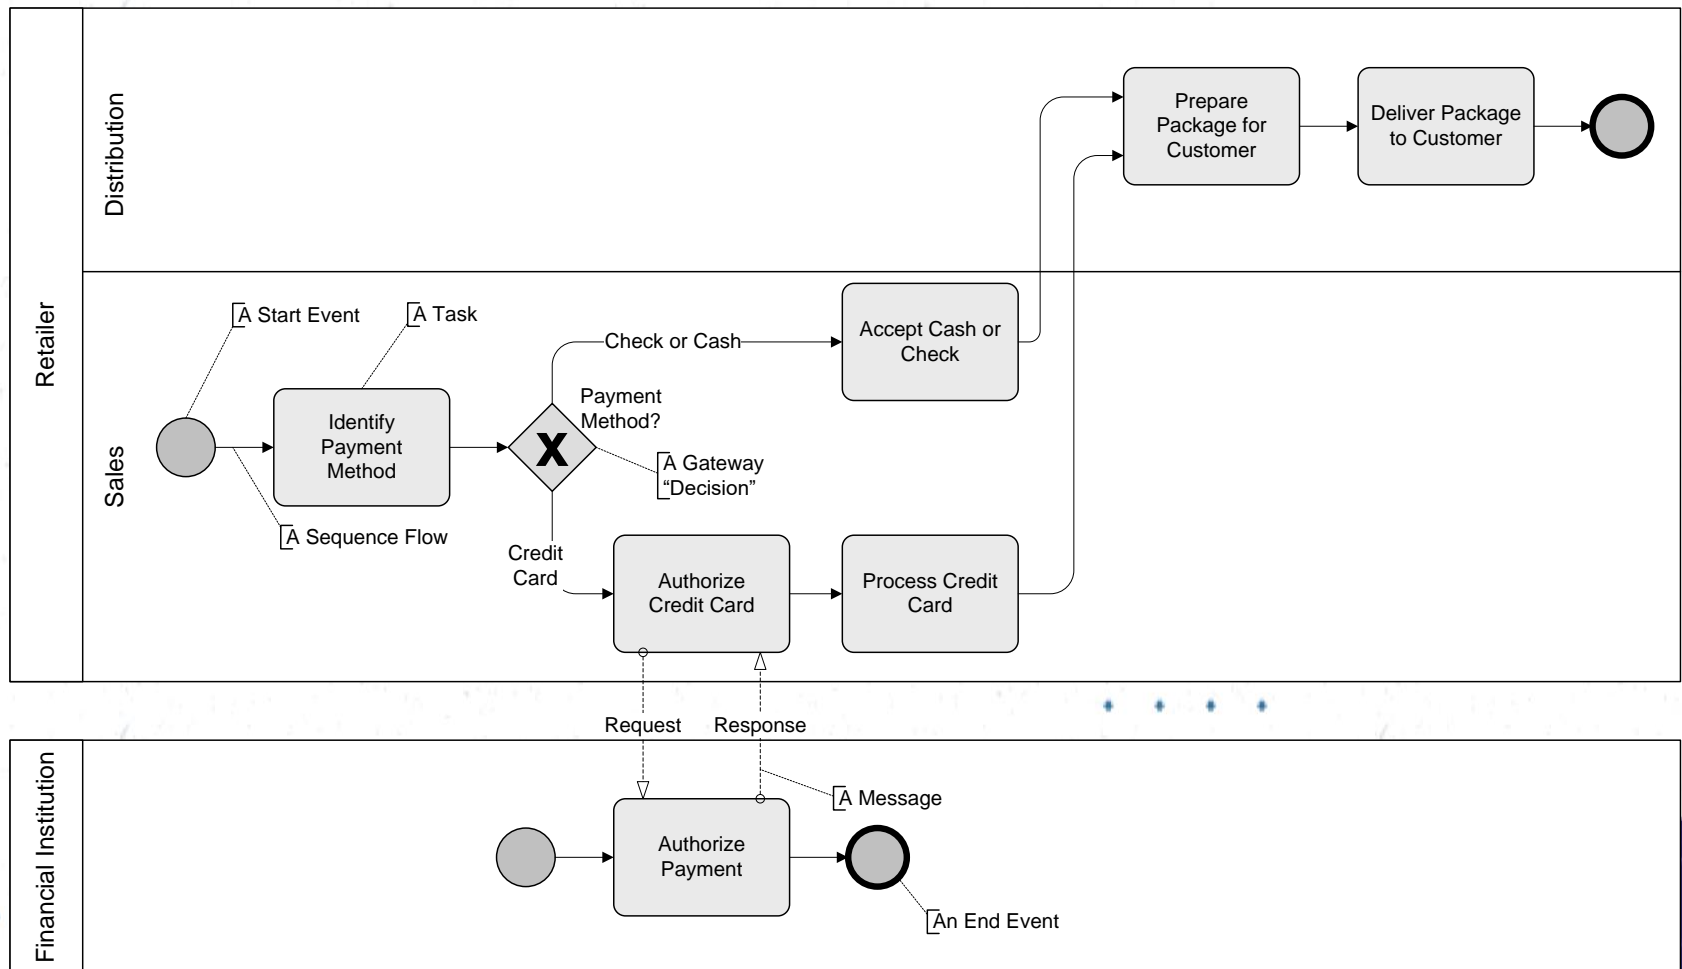 Retailer
Distribution
Prepare
Package for
Customer
Deliver Package
to Customer
Sales
A Start Event
A Task
Identify
Payment
Method
A Sequence Flow
Check or Cash
Payment
Method?
X
A Gateway
“Decision”
Credit
Card
Accept Cash or
Check
Authorize
Credit Card
Process Credit
Card
Request
Response
Financial Institution
A Message
Authorize
Payment
An End Event